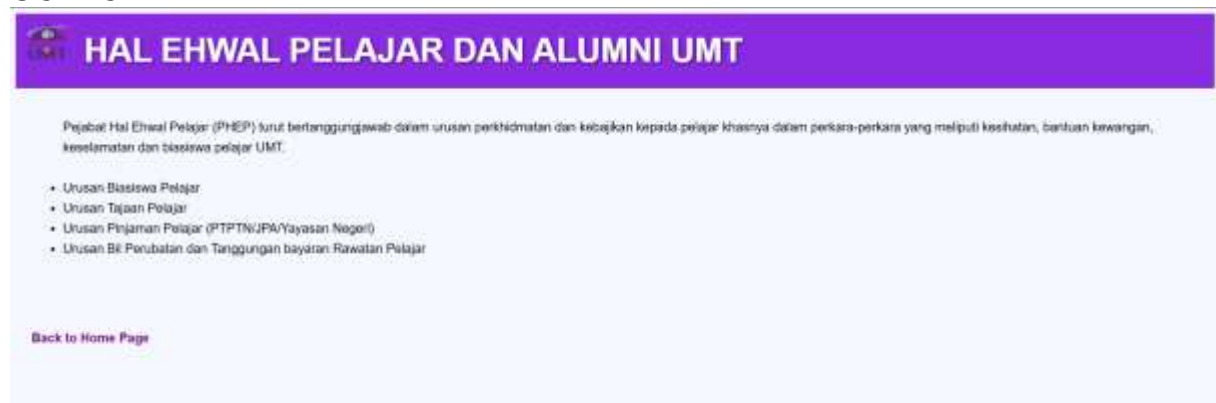 UMT
HAL EHWAL PELAJAR DAN ALUMNI UMT
Pejabat Hal Ehwal Pelajar (PHEP) turut bertanggungjawab dalam urusan perkhidmatan dan kebajikan kepada pelajar khasnya dalam perkara-perkara yang meliputi kesihatan, bantuan kewangan,
keselamatan dan biasiswa pelajar UMT.
• Urusan Biasiswa Pelajar
• Urusan Tajaan Pelajar
• Urusan Pinjaman Pelajar (PTPTN/JPA/Yayasan Negeri)
• Urusan Bil Perubatan dan Tanggungan bayaran Rawatan Pelajar
Back to Home Page